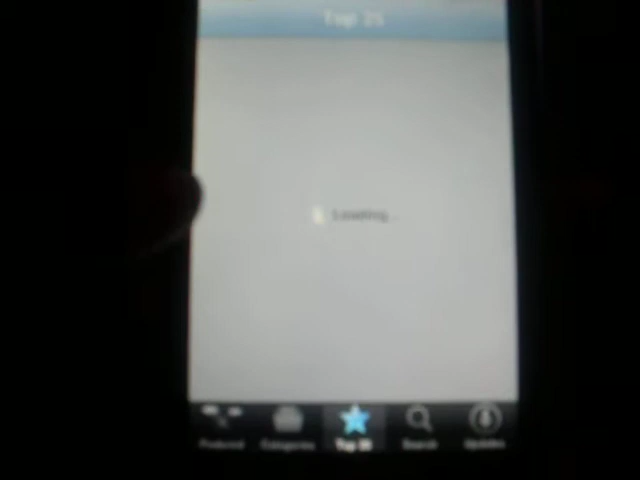 Top 25
Loading...
Featured
Categories
Top 25
Search
Updates